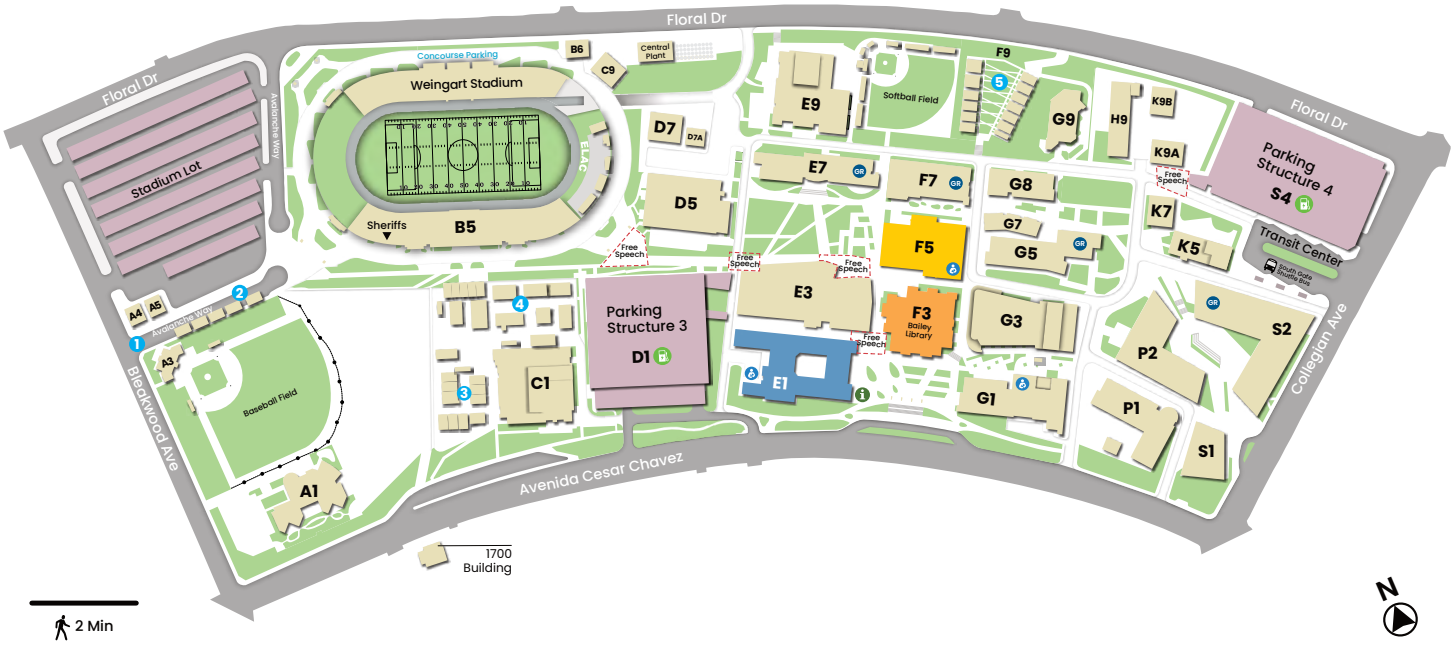 Floral Dr
Floral Dr
Floral Dr
Concourse Parking
Weingart Stadium
B6
C9
Central
Plant
F9
5
E9
Softball Field
G9
H9
K9B
K9A
Avalanche Way
Stadium Lot
ELAC
D7
D7A
Parking
Structure 4
S4
E7
GR
F7
GR
G8
Free
Speech
D5
G7
G5
GR
K7
K5
Sheriffs
B5
Free
Speech
Free
Speech
Free
Speech
F5
Transit Center
South Gate
Shuttle Bus
A4
A5
2
Avalanche Way
1
A3
4
Parking
Structure 3
D1
E3
F3
Bailey
Library
Free
Speech
G3
GR
S2
P2
Collegian Ave
Bleakwood Ave
Baseball Field
3
C1
E1
i
G1
P1
S1
A1
Avenida Cesar Chavez
1700
Building
2 Min
N